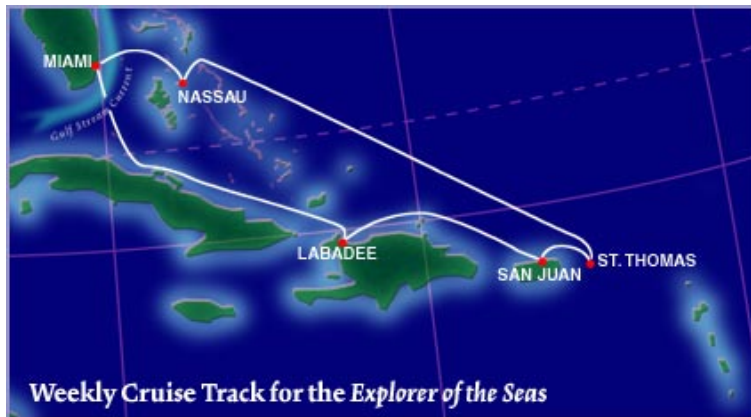 MIAMI
NASSAU
Gulf Stream Current
LABADEE
SAN JUAN
ST. THOMAS
Weekly Cruise Track for the Explorer of the Seas